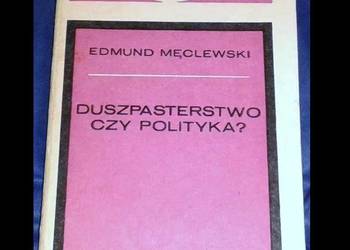 EDMUND MĘCLEWSKI
DUSZPASTERSTWO
CZY POLITYKA?